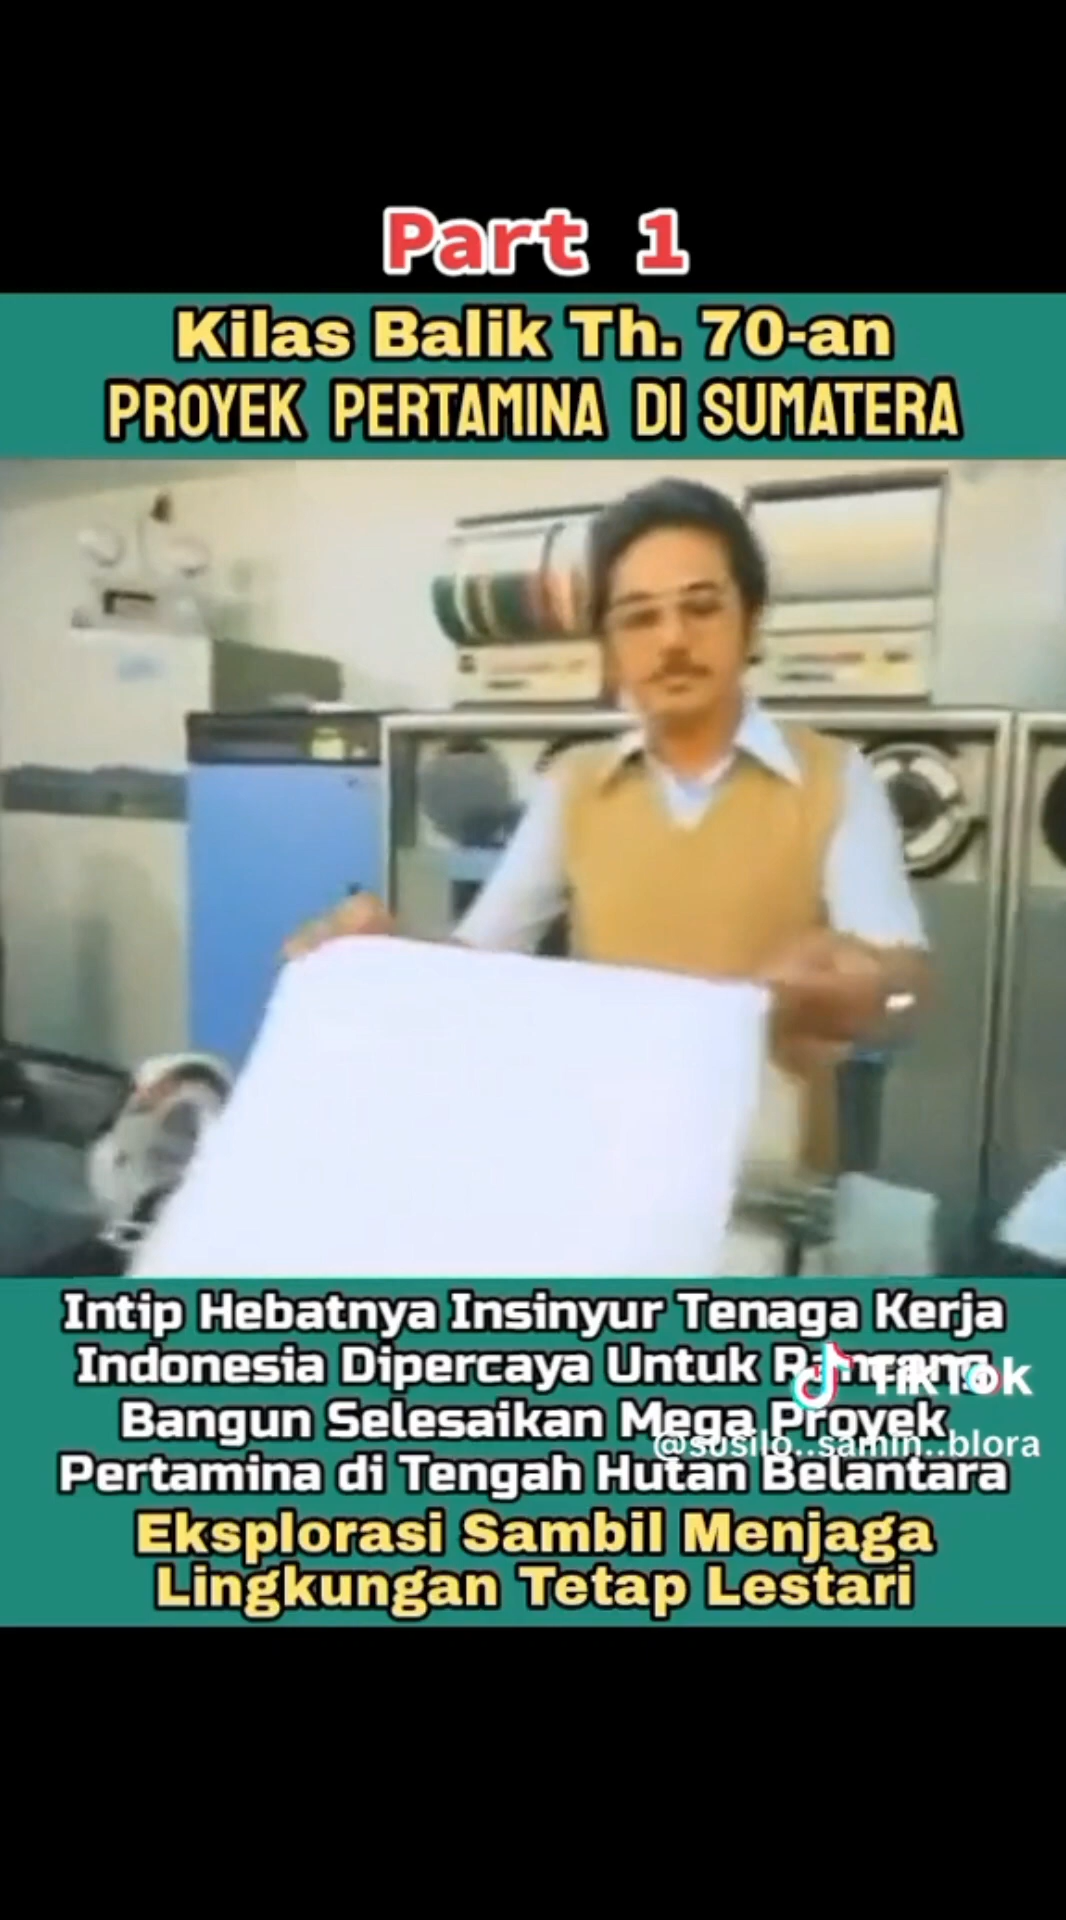 Part 1
Kilas Balik Th. 70-an
PROYEK PERTAMINA DI SUMATERA
Intip Hebatnya Insinyur Tenaga Kerja
Indonesia Dipercaya Untuk Rancang
TikTok
Bangun Selesaikan Mega Proyek
@susilo..samin..blora
Pertamina di Tengah Hutan Belantara
Eksplorasi Sambil Menjaga
Lingkungan Tetap Lestari